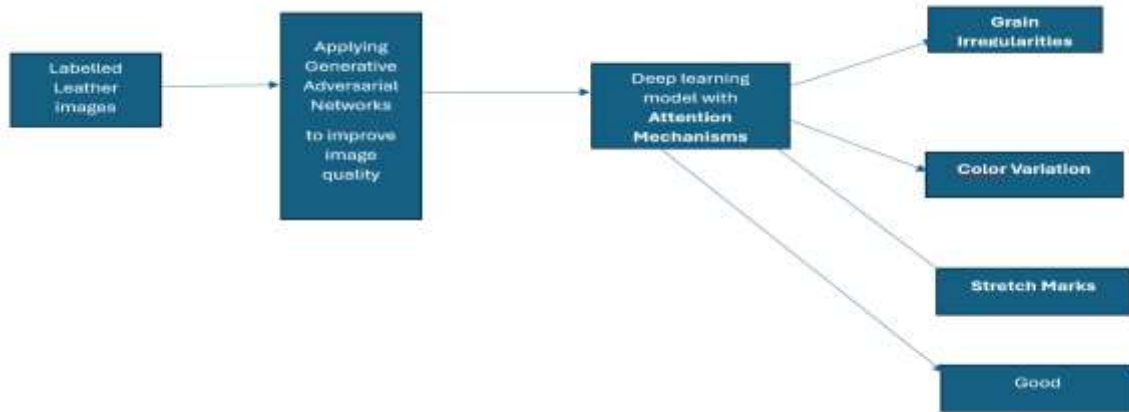 Labelled
Leather
images
Applying
Generative
Adversarial
Networks
to improve
image
quality
Deep learning
model with
Attention
Mechanisms
Grain
Irregularities
Color Variation
Stretch Marks
Good